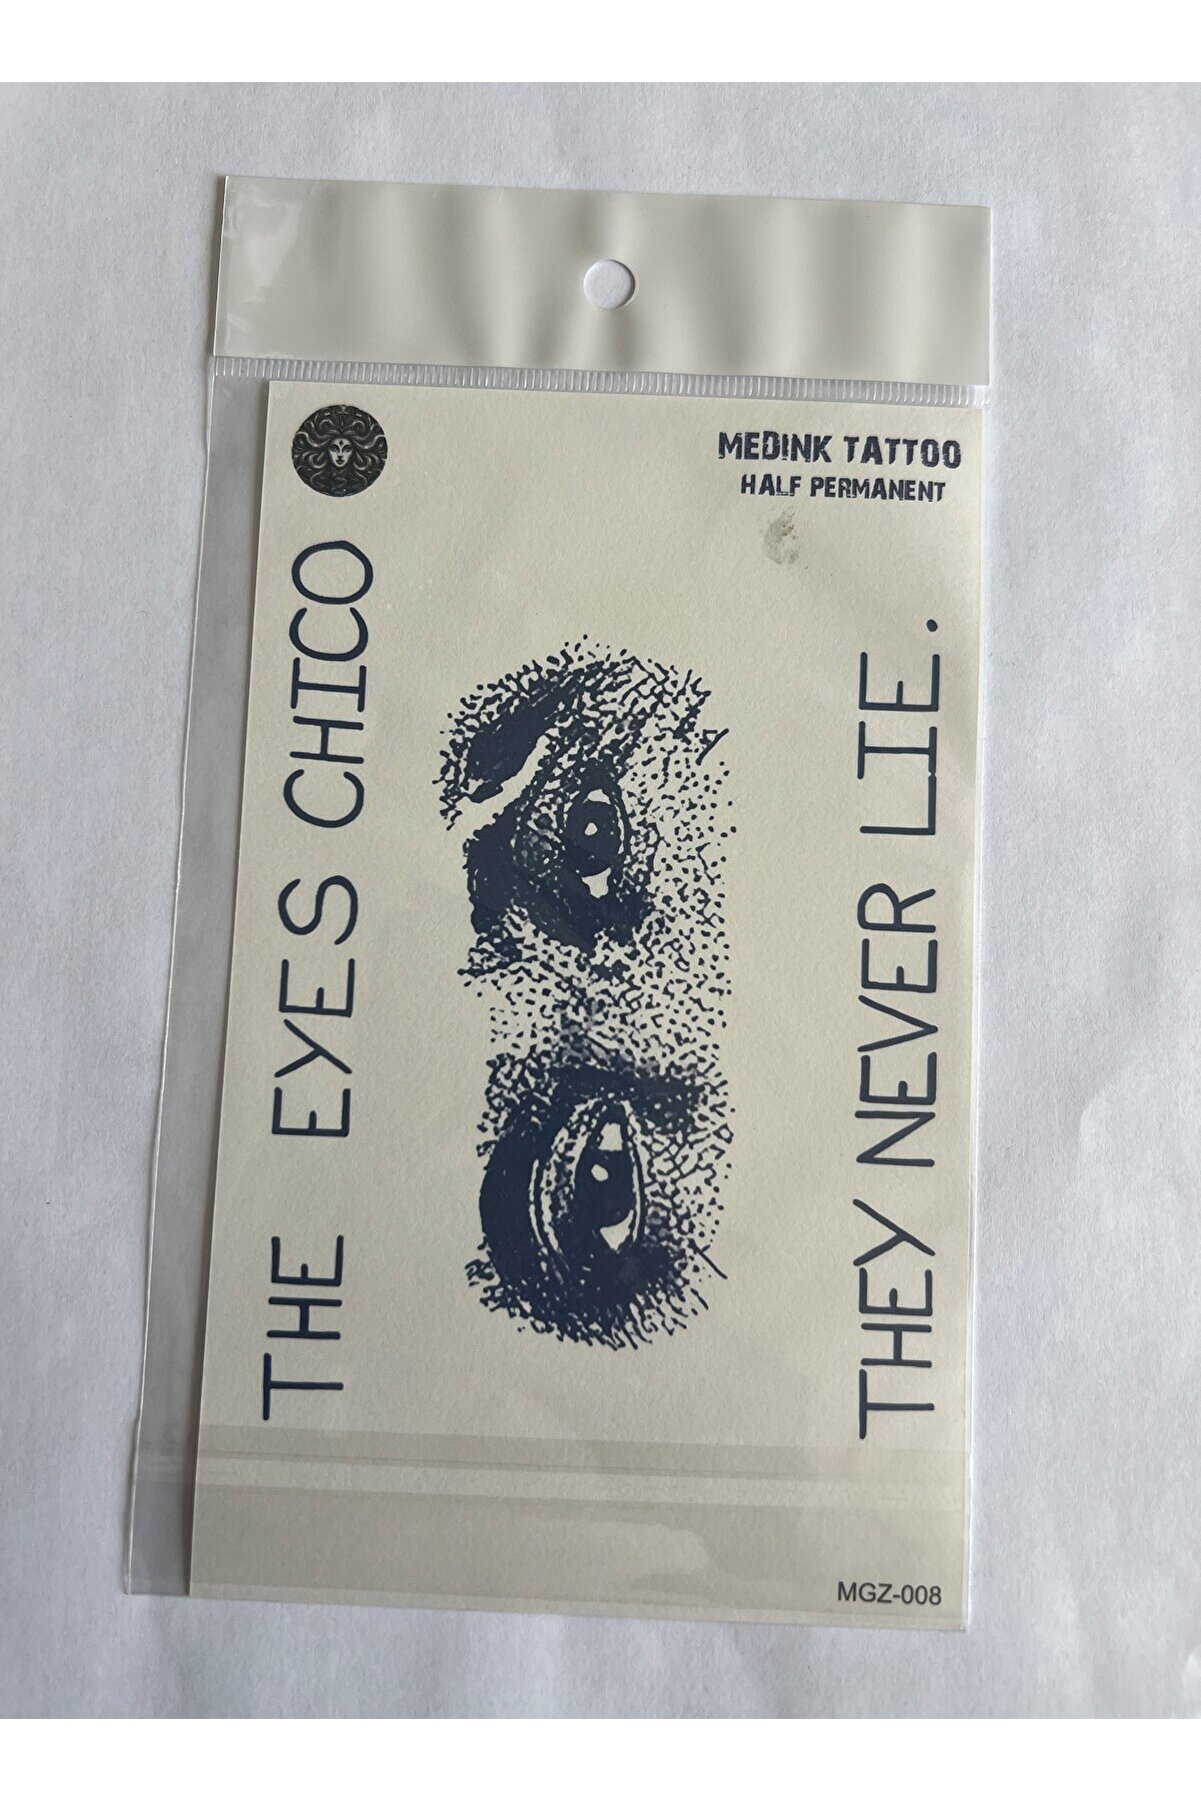 MEDINK TATTOO
HALF PERMANENT
THE EYES CHICO
THEY NEVER LIE.
MGZ-008